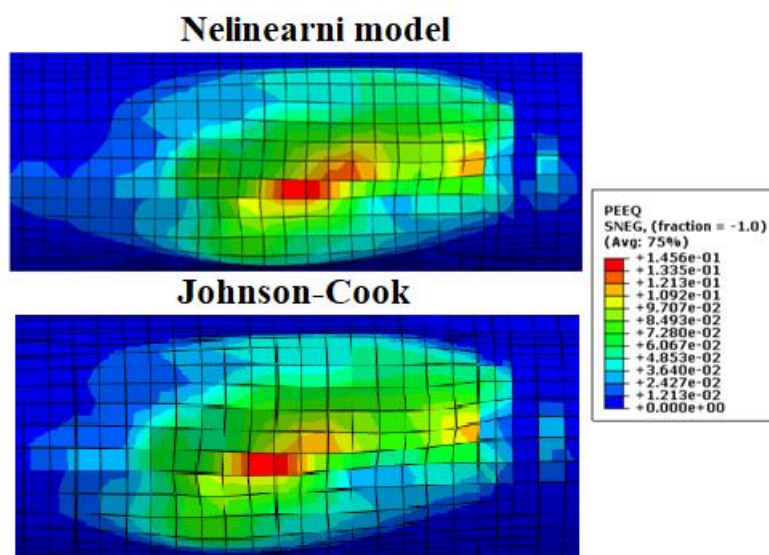 Nelinearni model
PEEQ
SNEG, (fraction = -1.0)
(Avg: 75%)
+1.456e-01
+1.335e-01
+1.213e-01
+1.092e-01
+9.707e-02
+8.493e-02
+7.280e-02
+6.067e-02
+4.853e-02
+3.640e-02
+2.427e-02
+1.213e-02
+0.000e+00
Johnson-Cook